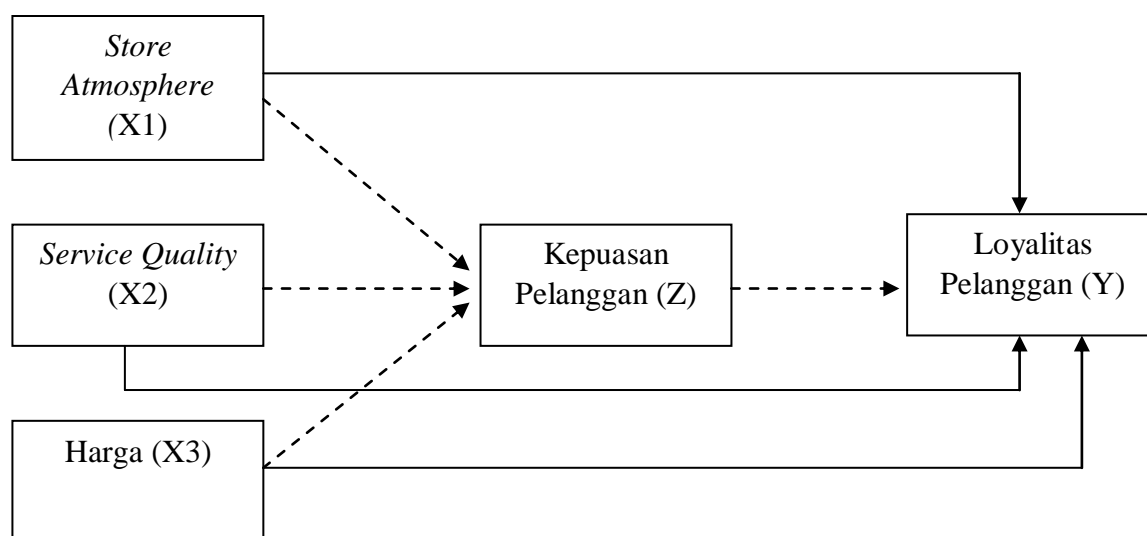 Store
Atmosphere
(X1)
Service Quality
(X2)
Harga (X3)
Kepuasan
Pelanggan (Z)
Loyalitas
Pelanggan (Y)